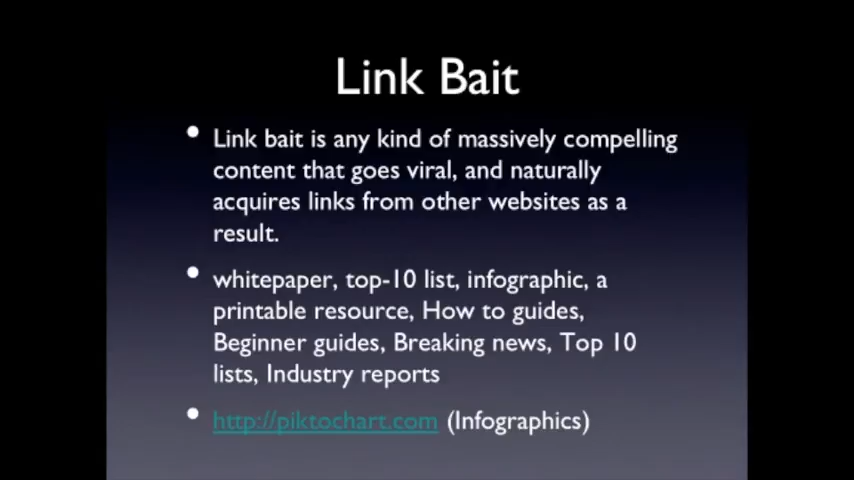 Link Bait
• Link bait is any kind of massively compelling
content that goes viral, and naturally
acquires links from other websites as a
result.
• whitepaper, top-10 list, infographic, a
printable resource, How to guides,
Beginner guides, Breaking news, Top 10
lists, Industry reports
• http://piktochart.com (Infographics)